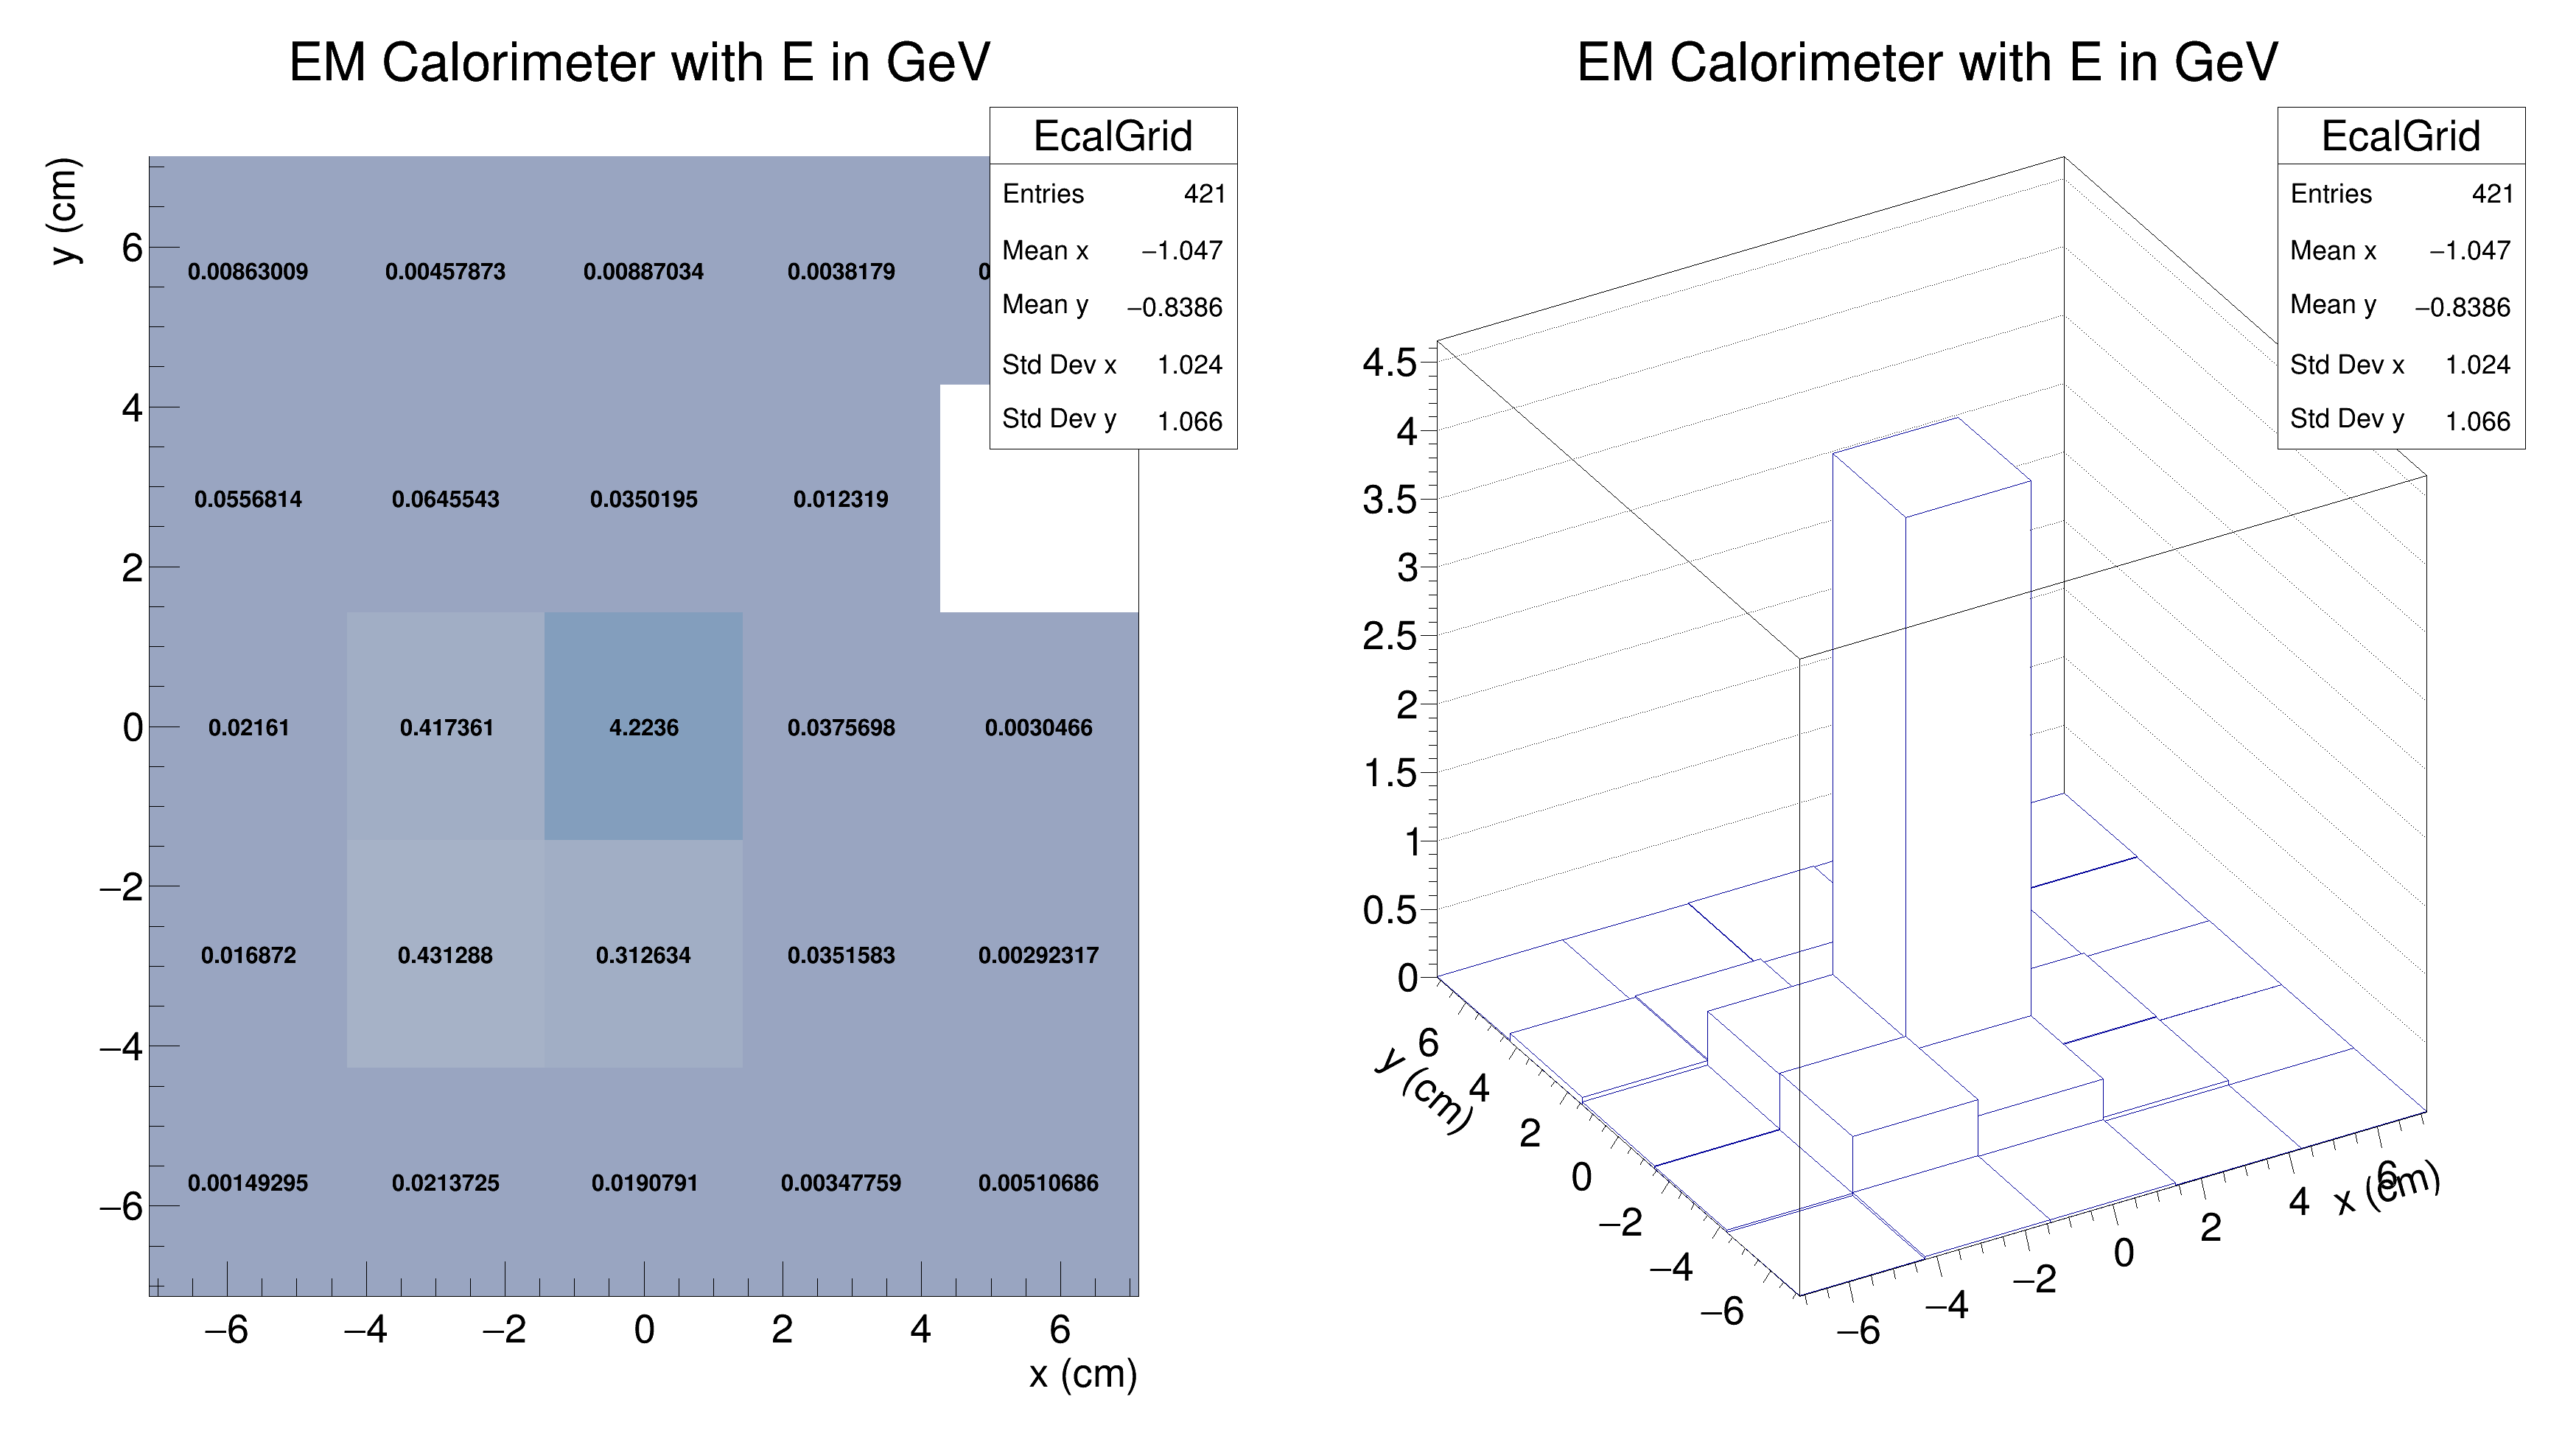 EM Calorimeter with E in GeV
EcalGrid
Entries 421
Mean x −1.047
Mean y −0.8386
Std Dev x 1.024
Std Dev y 1.066
y (cm)
6
4
2
0
−2
−4
−6
0.00863009 0.00457873 0.00887034 0.0038179
0.0556814 0.0645543 0.0350195 0.012319
0.02161 0.417361 4.2236 0.0375698 0.0030466
0.016872 0.431288 0.312634 0.0351583 0.00292317
0.00149295 0.0213725 0.0190791 0.00347759 0.00510686
−6 −4 −2 0 2 4 6
x (cm)
EM Calorimeter with E in GeV
EcalGrid
Entries 421
Mean x −1.047
Mean y −0.8386
Std Dev x 1.024
Std Dev y 1.066
4.5
4
3.5
3
2.5
2
1.5
1
0.5
0
6
4
2
0
−2
−4
−6
y (cm)
−6
−4
−2
0
2
4
6
x (cm)